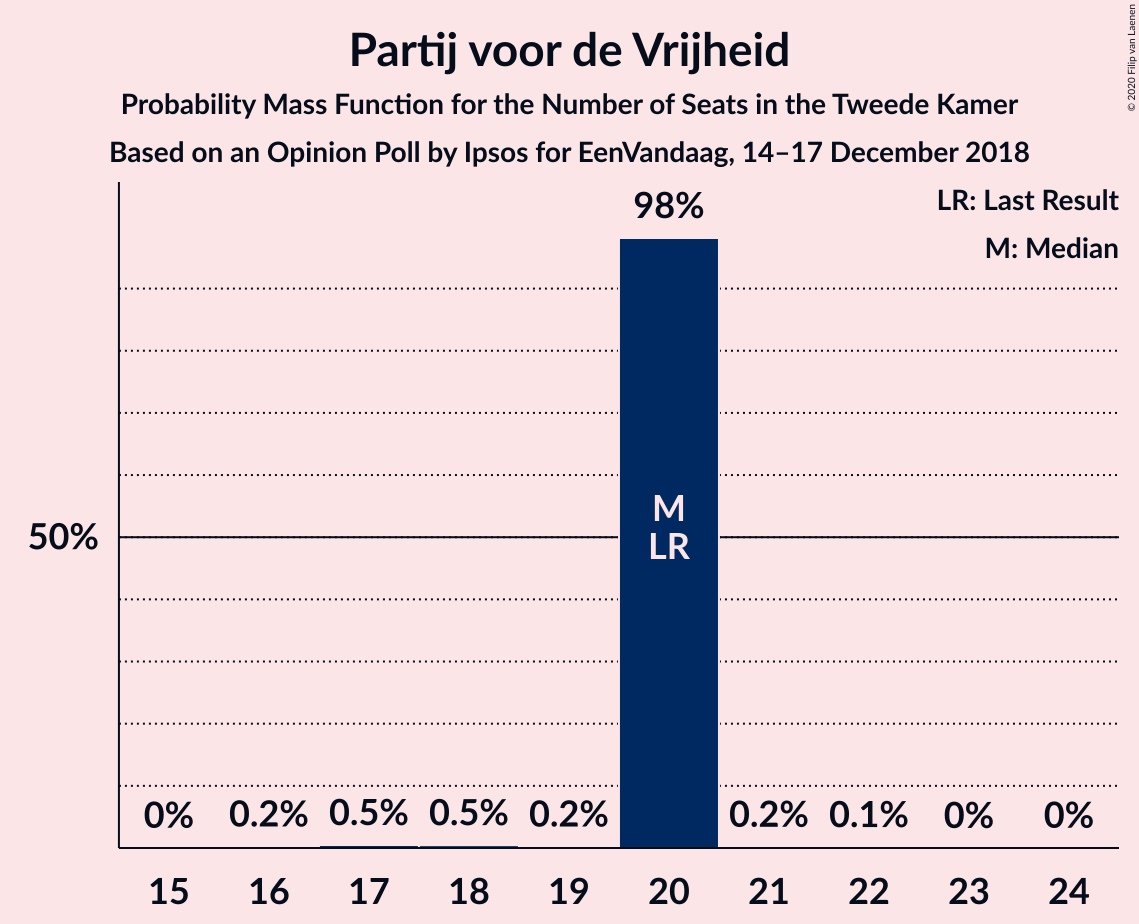 Partij voor de Vrijheid
Probability Mass Function for the Number of Seats in the Tweede Kamer
Based on an Opinion Poll by Ipsos for EenVandaag, 14–17 December 2018
© 2020 Filip van Laenen
LR: Last Result
M: Median
98%
50%
M
LR
0% 0.2% 0.5% 0.5% 0.2% 0.2% 0.1% 0% 0%
15 16 17 18 19 20 21 22 23 24